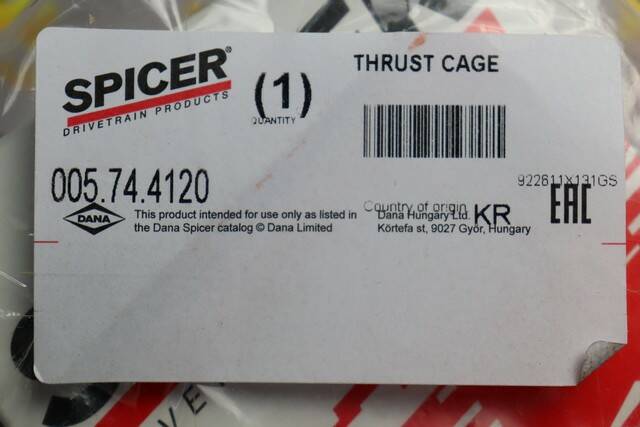 SPICER®
DRIVETRAIN PRODUCTS
(1)
QUANTITY
THRUST CAGE
005.74.4120
922611X131GS
DANA
This product intended for use only as listed in
the Dana Spicer catalog © Dana Limited
Country of origin KR
Dana Hungary Ltd.
Körtefa st, 9027 Győr, Hungary
EAC